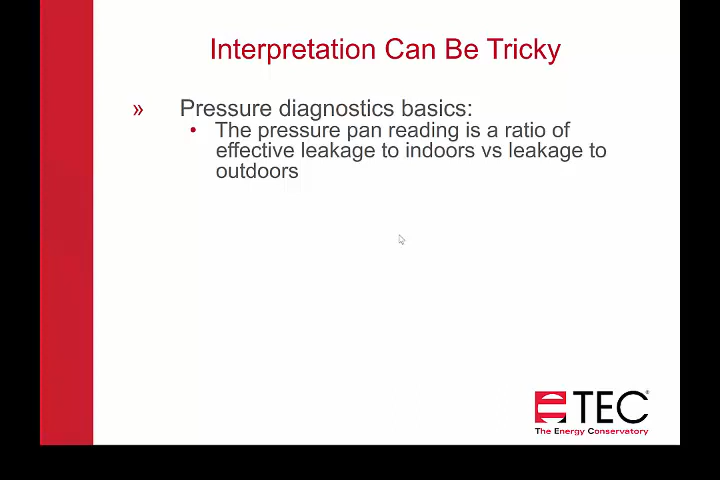 Interpretation Can Be Tricky
» Pressure diagnostics basics:
• The pressure pan reading is a ratio of
effective leakage to indoors vs leakage to
outdoors
TEC®
The Energy Conservatory